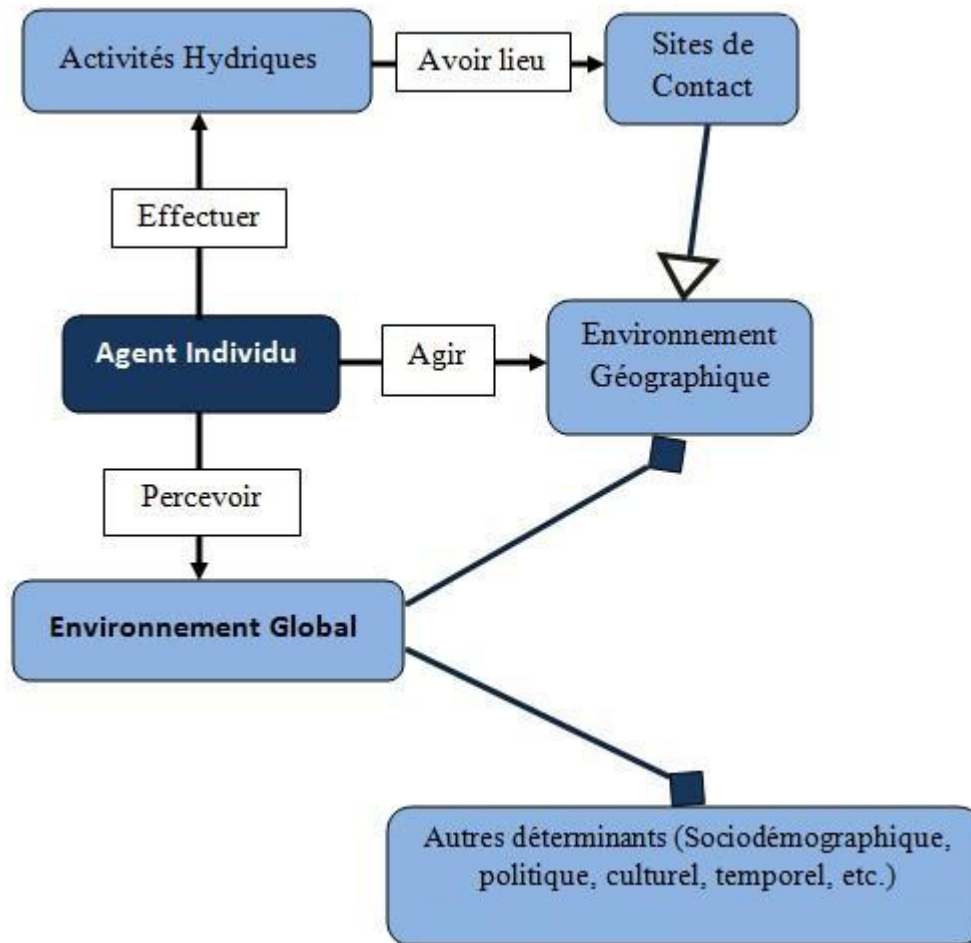 Activités Hydriques
Avoir lieu
Sites de
Contact
Effectuer
Agent Individu
Agir
Environnement
Géographique
Percevoir
Environnement Global
Autres déterminants (Sociodémographique,
politique, culturel, temporel, etc.)